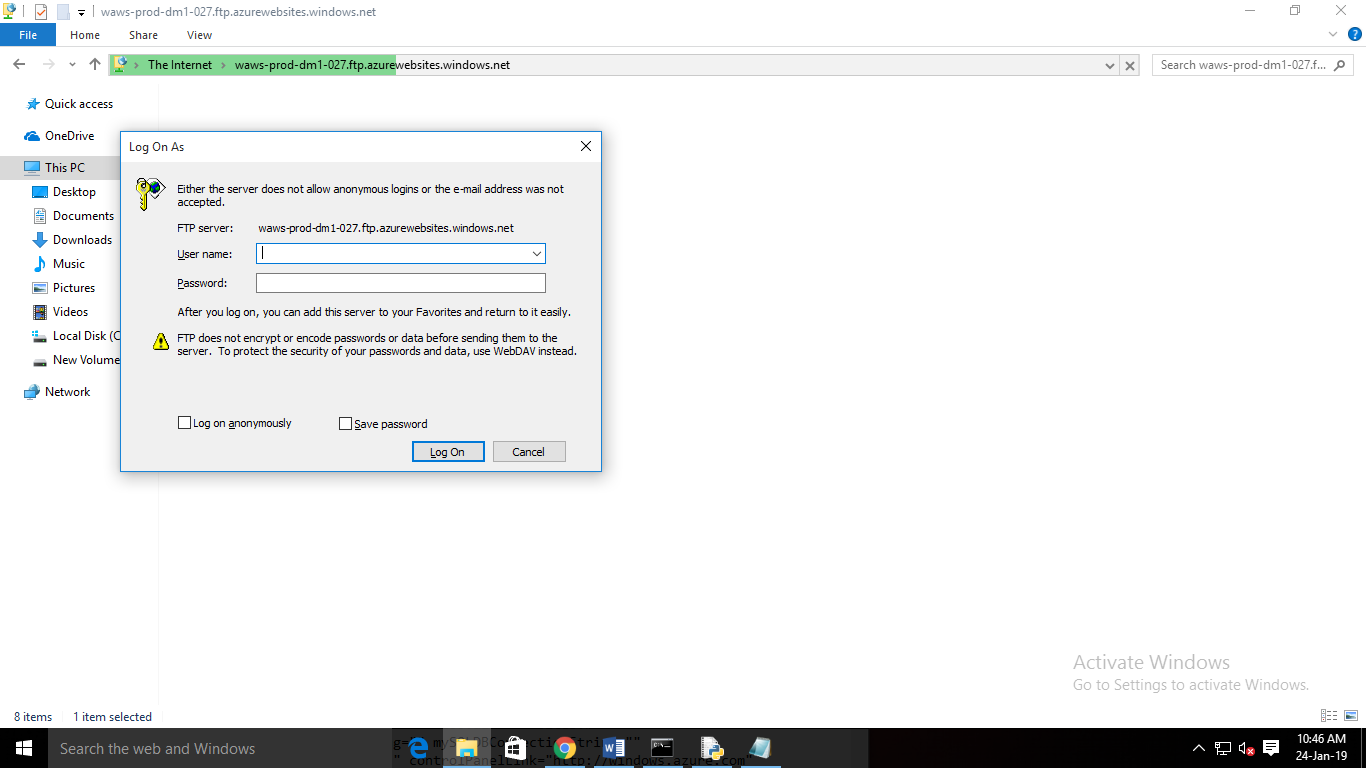 waws-prod-dm1-027.ftp.azurewebsites.windows.net
File Home Share View
The Internet waws-prod-dm1-027.ftp.azurewebsites.windows.net Search waws-prod-dm1-027.f...
Quick access
OneDrive
This PC
Desktop
Documents
Downloads
Music
Pictures
Videos
Local Disk (C
New Volume
Network
Log On As
Either the server does not allow anonymous logins or the e-mail address was not
accepted.
FTP server: waws-prod-dm1-027.ftp.azurewebsites.windows.net
User name:
Password:
After you log on, you can add this server to your Favorites and return to it easily.
FTP does not encrypt or encode passwords or data before sending them to the
server. To protect the security of your passwords and data, use WebDAV instead.
Log on anonymously Save password
Log On Cancel
Activate Windows
Go to Settings to activate Windows.
8 items 1 item selected
Search the web and Windows
controlPanelLink="http://windows.azure.com"
10:46 AM
24-Jan-19